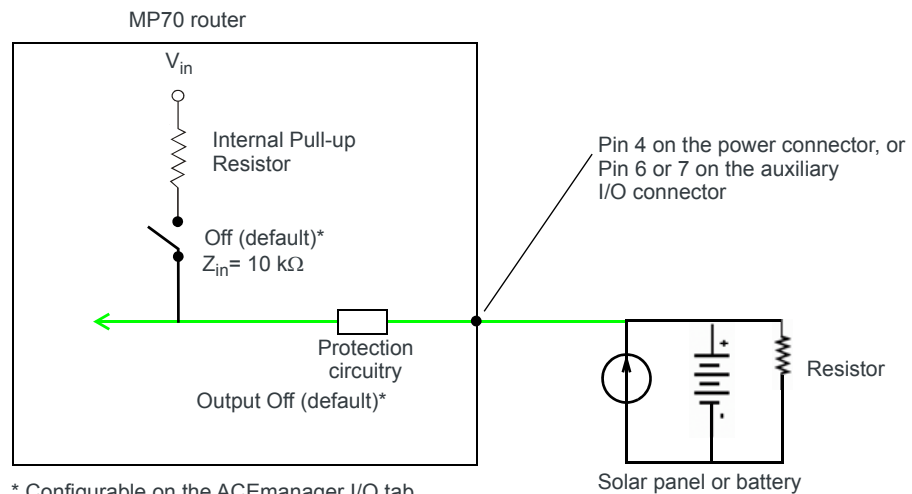 MP70 router
Vin
Internal Pull-up
Resistor
Pin 4 on the power connector, or
Pin 6 or 7 on the auxiliary
I/O connector
Off (default)*
Zin= 10 kΩ
Protection
circuitry
Output Off (default)*
+
-
Resistor
Solar panel or battery
* Configurable on the ACEmanager I/O tab